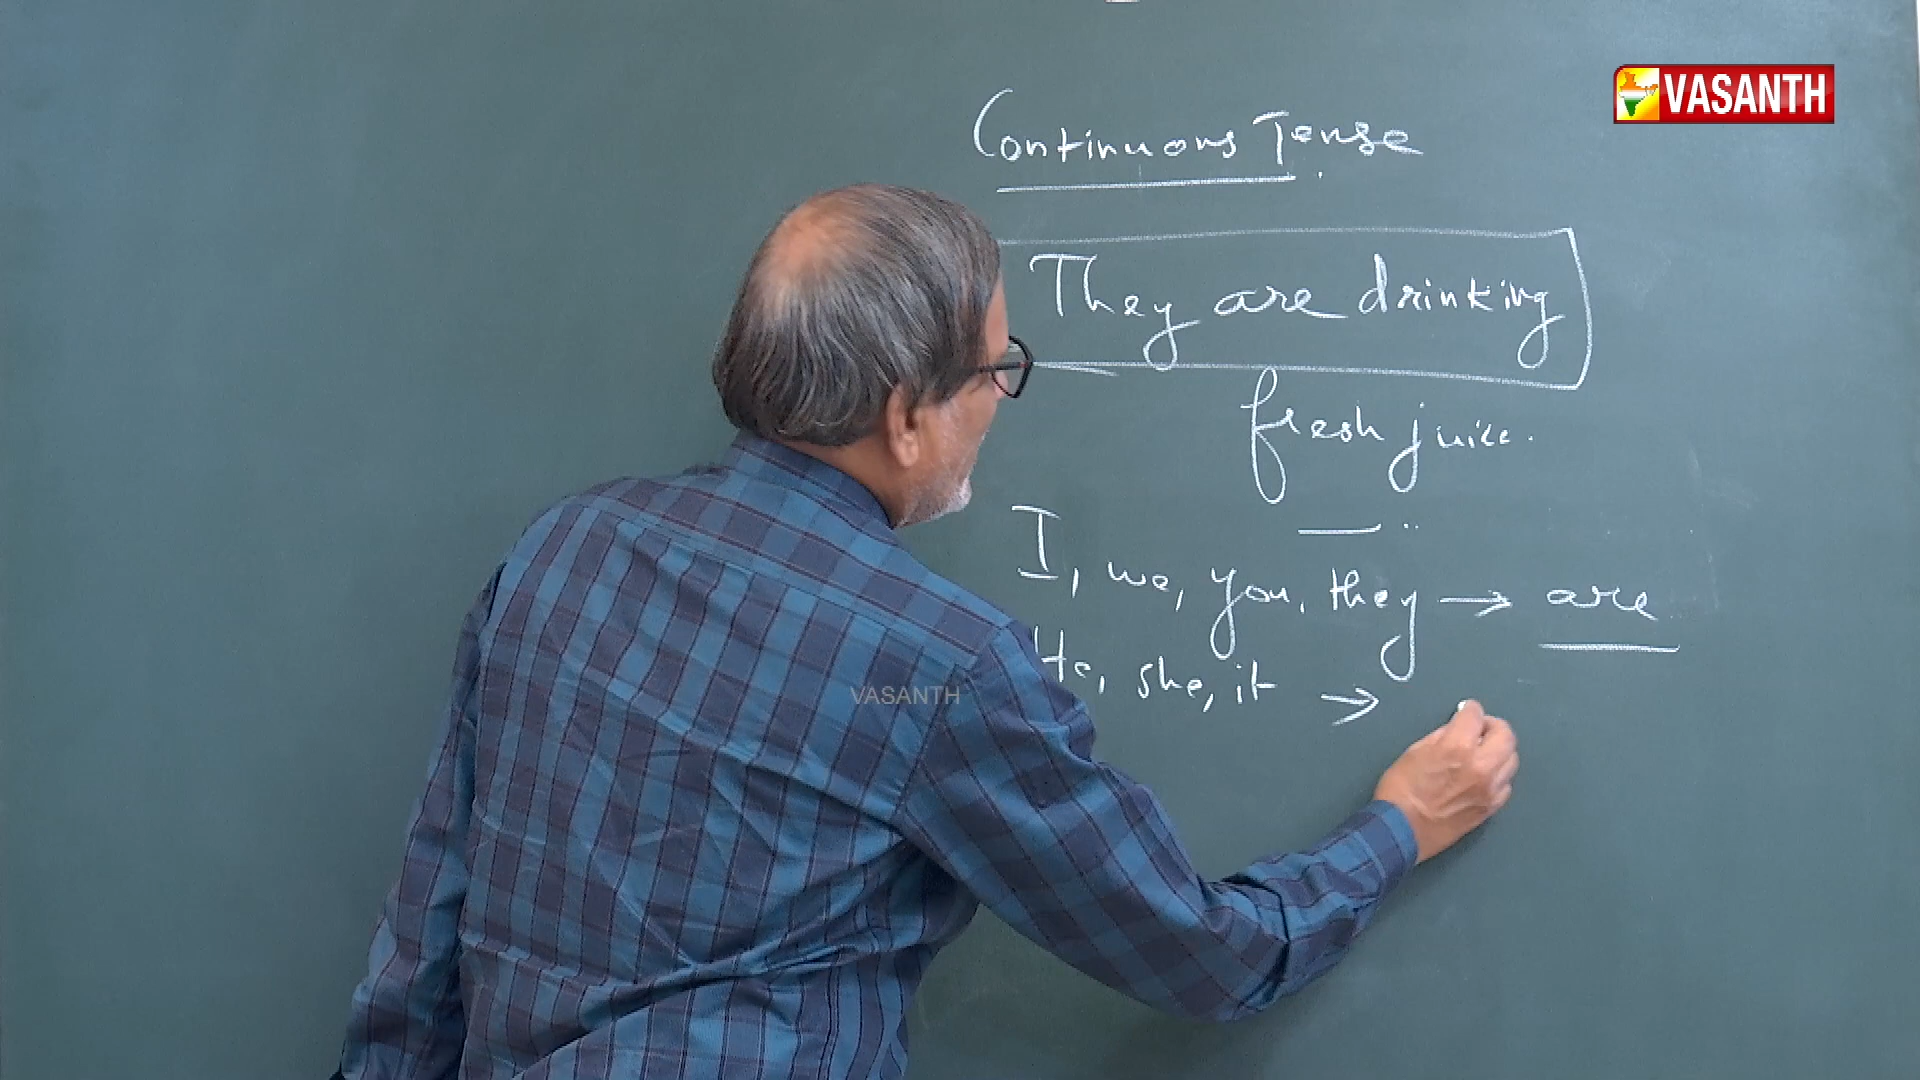 VASANTH
Continuous Tense
They are drinking
fresh juice.
I, we, you, they → are
He, she, it →
VASANTH